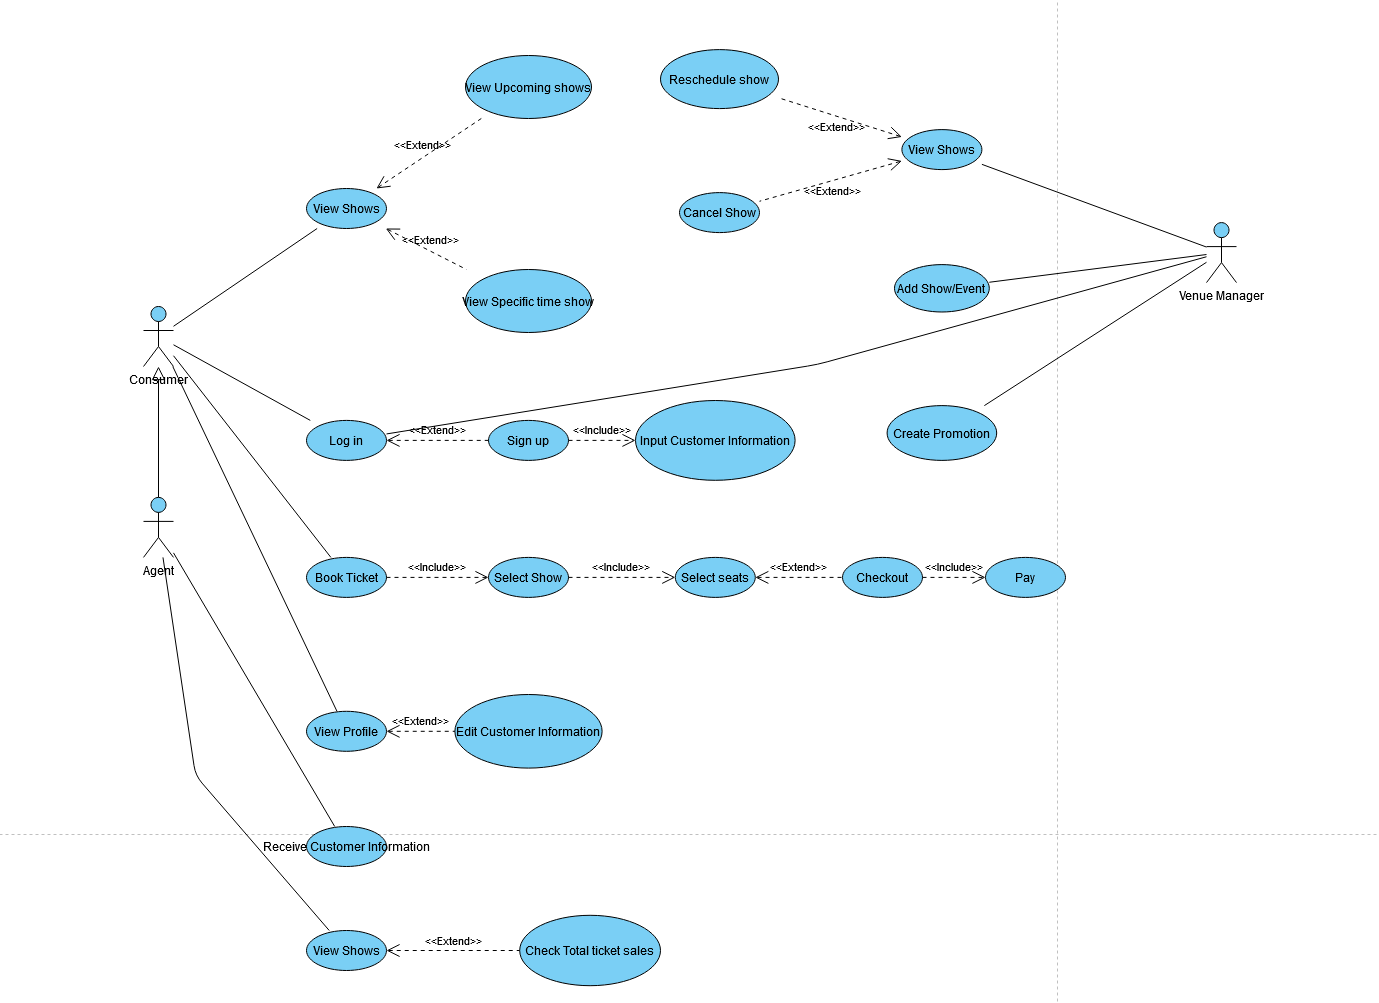 View Upcoming shows
Reschedule show
<<Extend>>
<<Extend>>
View Shows
<<Extend>>
Cancel Show
View Shows
<<Extend>>
View Specific time show
Add Show/Event
Venue Manager
Consumer
Log in
<<Extend>>
Sign up
<<Include>>
Input Customer Information
Create Promotion
Agent
Book Ticket
<<Include>>
Select Show
<<Include>>
Select seats
<<Extend>>
Checkout
<<Include>>
Pay
View Profile
<<Extend>>
Edit Customer Information
Receive Customer Information
View Shows
<<Extend>>
Check Total ticket sales